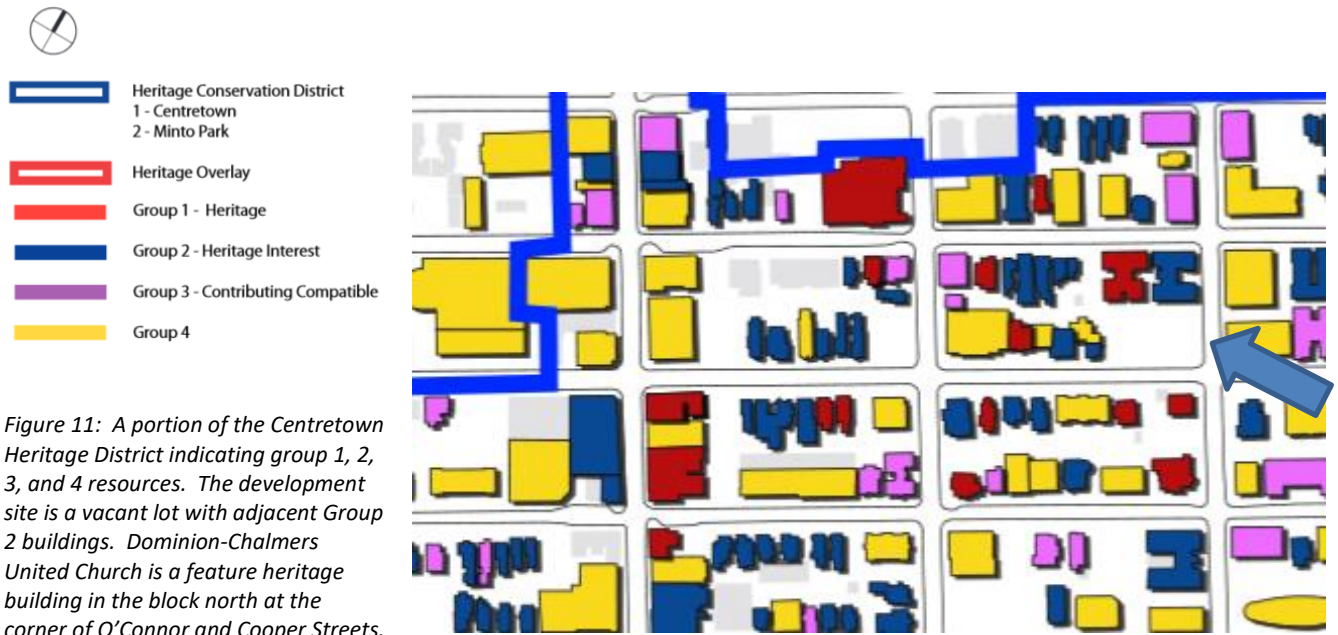 Heritage Conservation District
1 - Centretown
2 - Minto Park
Heritage Overlay
Group 1 - Heritage
Group 2 - Heritage Interest
Group 3 - Contributing Compatible
Group 4
Figure 11: A portion of the Centretown
Heritage District indicating group 1, 2,
3, and 4 resources. The development
site is a vacant lot with adjacent Group
2 buildings. Dominion-Chalmers
United Church is a feature heritage
building in the block north at the
corner of O'Connor and Cooper Streets.